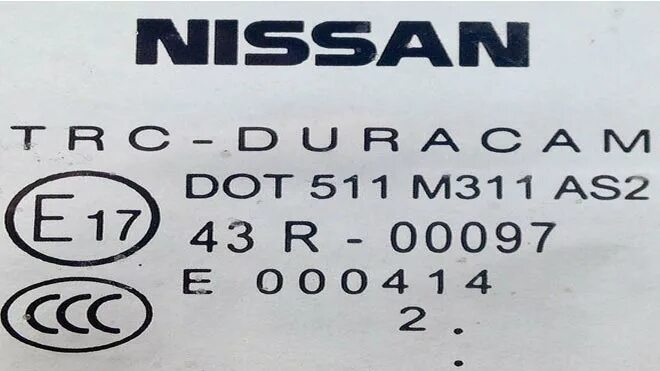 NISSAN
TRC-DURACAM
E17
DOT 511 M311 AS2
43 R - 00097
E 000414
CCC
2 . .